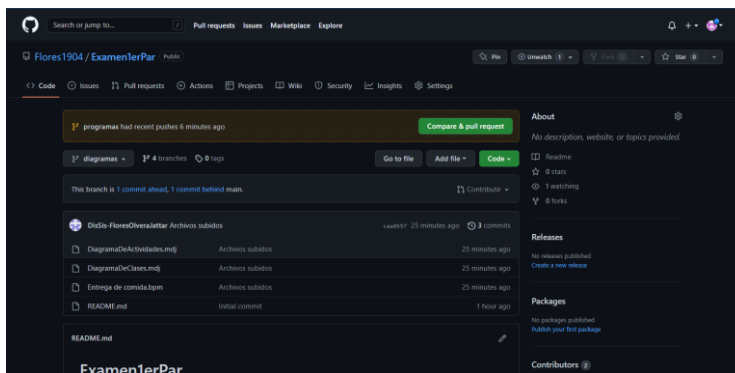 Search or jump to... /
Pull requests Issues Marketplace Explore
Flores1904 / Examen1erPar Public
Pin Unwatch 1 Fork 0 Star 0
Code Issues Pull requests Actions Projects Wiki Security Insights Settings
programas had recent pushes 6 minutes ago Compare & pull request
diagramas 4 branches 0 tags Go to file Add file Code
This branch is 1 commit ahead, 1 commit behind main. Contribute
DisSis-FloresOlveraJattar Archivos subidos 25 minutes ago 3 commits
DiagramaDeActividades.mdj Archivos subidos 25 minutes ago
DiagramaDeClases.mdj Archivos subidos 25 minutes ago
Entrega de comida.bpm Archivos subidos 25 minutes ago
README.md Initial commit 1 hour ago
README.md
Examen1erPar
About
No description, website, or topics provided.
Readme
0 stars
1 watching
0 forks
Releases
No releases published
Create a new release
Packages
No packages published
Publish your first package
Contributors 2